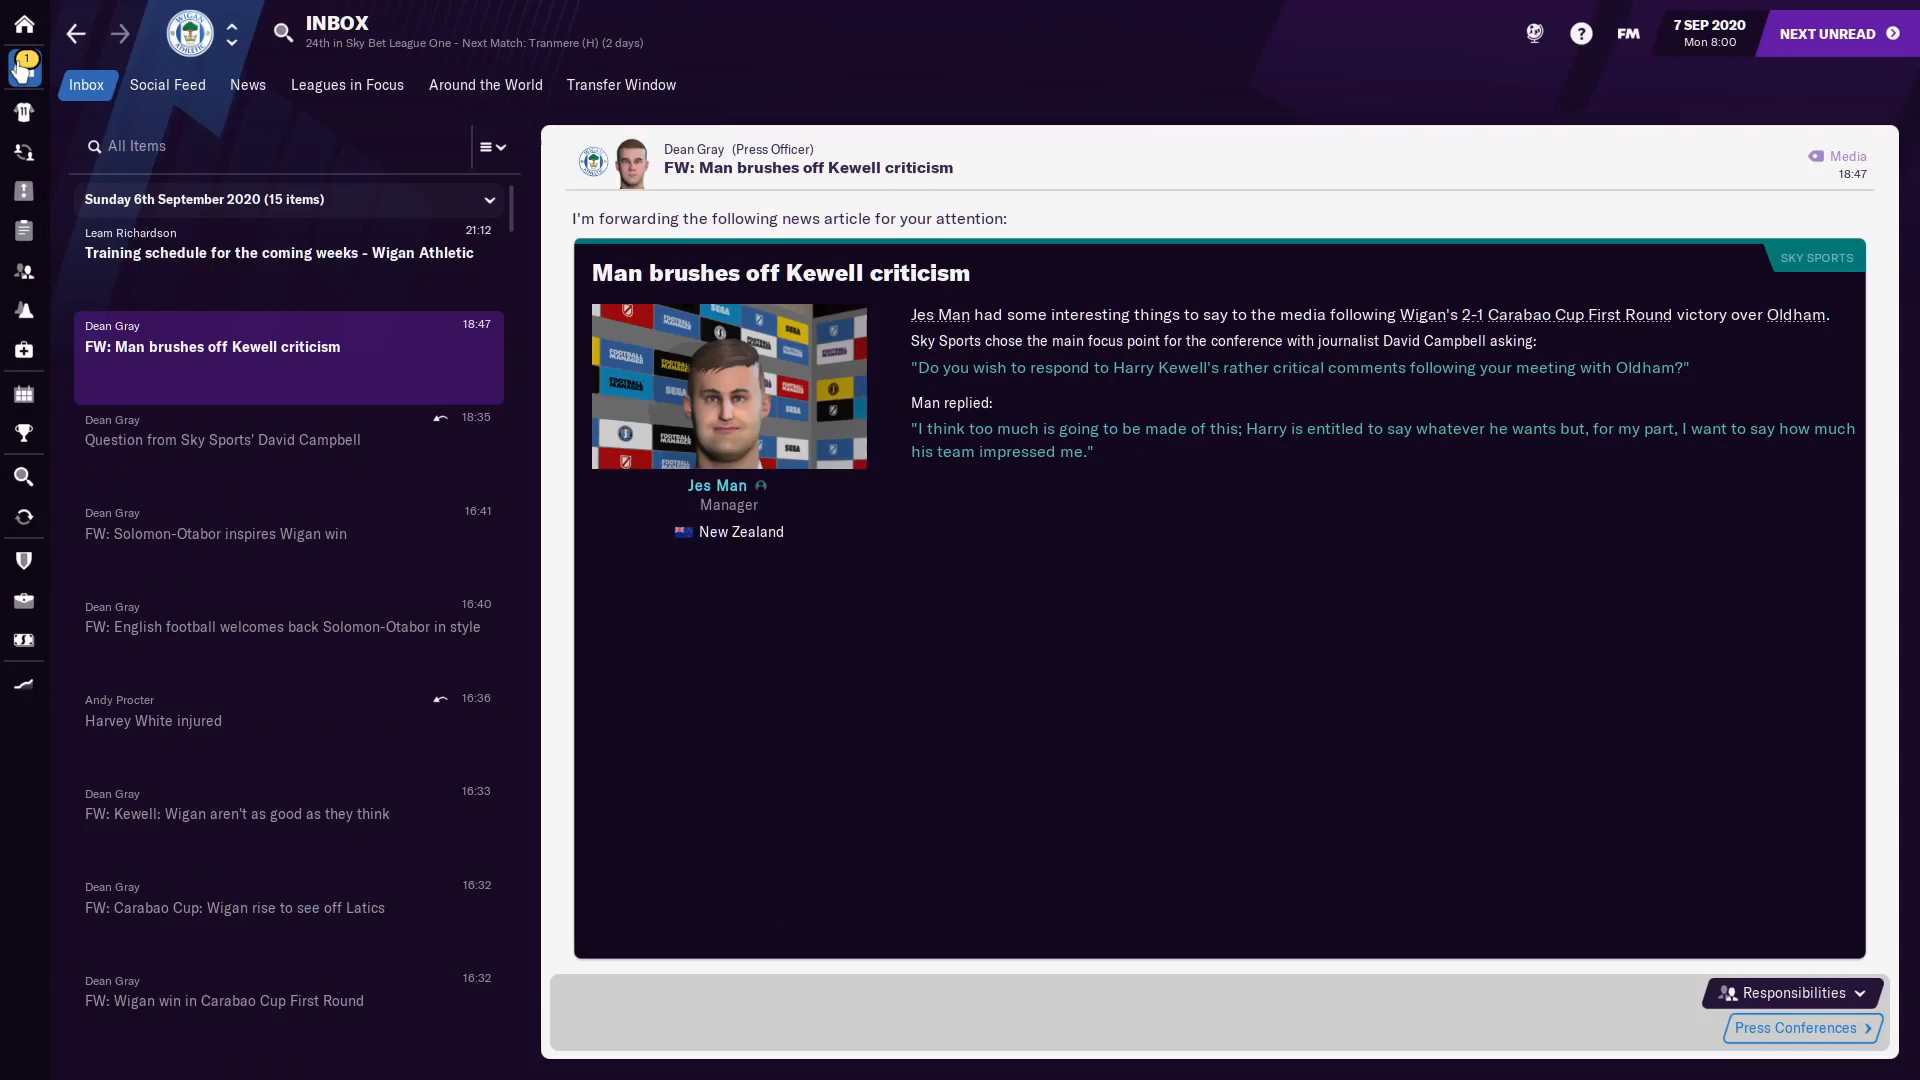 INBOX
24th in Sky Bet League One - Next Match: Tranmere (H) (2 days)
FM
7 SEP 2020
Mon 8:00
NEXT UNREAD
1
Inbox
Social Feed
News
Leagues in Focus
Around the World
Transfer Window
All Items
Sunday 6th September 2020 (15 items)
Leam Richardson
21:12
Training schedule for the coming weeks - Wigan Athletic
Dean Gray
18:47
FW: Man brushes off Kewell criticism
Dean Gray
18:35
Question from Sky Sports' David Campbell
Dean Gray
16:41
FW: Solomon-Otabor inspires Wigan win
Dean Gray
16:40
FW: English football welcomes back Solomon-Otabor in style
Andy Procter
16:36
Harvey White injured
Dean Gray
16:33
FW: Kewell: Wigan aren't as good as they think
Dean Gray
16:32
FW: Carabao Cup: Wigan rise to see off Latics
Dean Gray
16:32
FW: Wigan win in Carabao Cup First Round
Dean Gray (Press Officer)
FW: Man brushes off Kewell criticism
Media
18:47
I'm forwarding the following news article for your attention:
SKY SPORTS
Man brushes off Kewell criticism
Jes Man had some interesting things to say to the media following Wigan's 2-1 Carabao Cup First Round victory over Oldham.
Sky Sports chose the main focus point for the conference with journalist David Campbell asking:
"Do you wish to respond to Harry Kewell's rather critical comments following your meeting with Oldham?"
Man replied:
"I think too much is going to be made of this; Harry is entitled to say whatever he wants but, for my part, I want to say how much
his team impressed me."
Jes Man
Manager
New Zealand
Responsibilities
Press Conferences